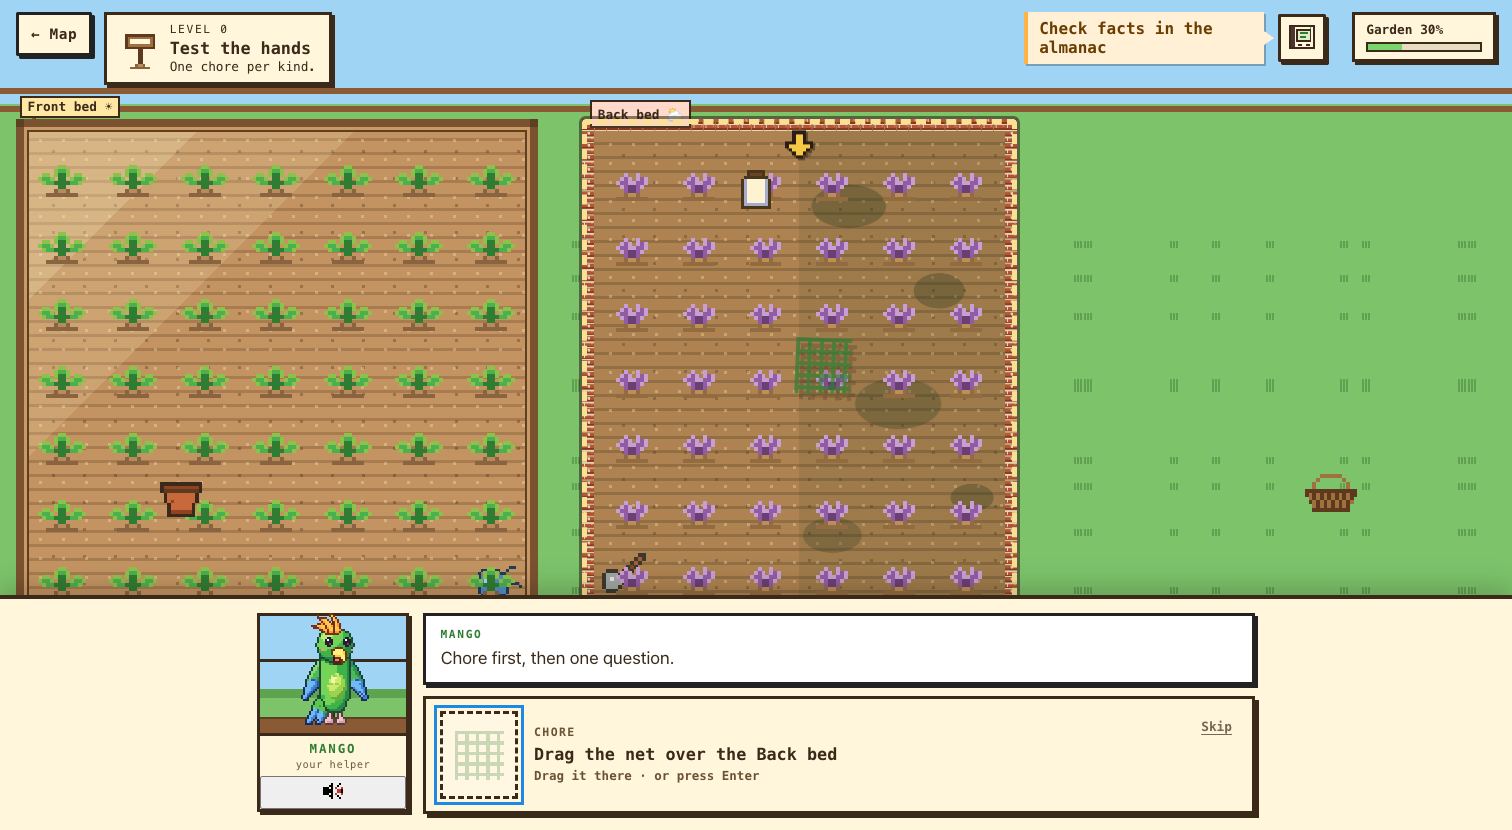 ← Map
LEVEL 0
Test the hands
One chore per kind.
Check facts in the
almanac
Garden 30%
Front bed ☀
Back bed ⛅
MANGO
Chore first, then one question.
MANGO
your helper
CHORE
Drag the net over the Back bed
Drag it there · or press Enter
Skip